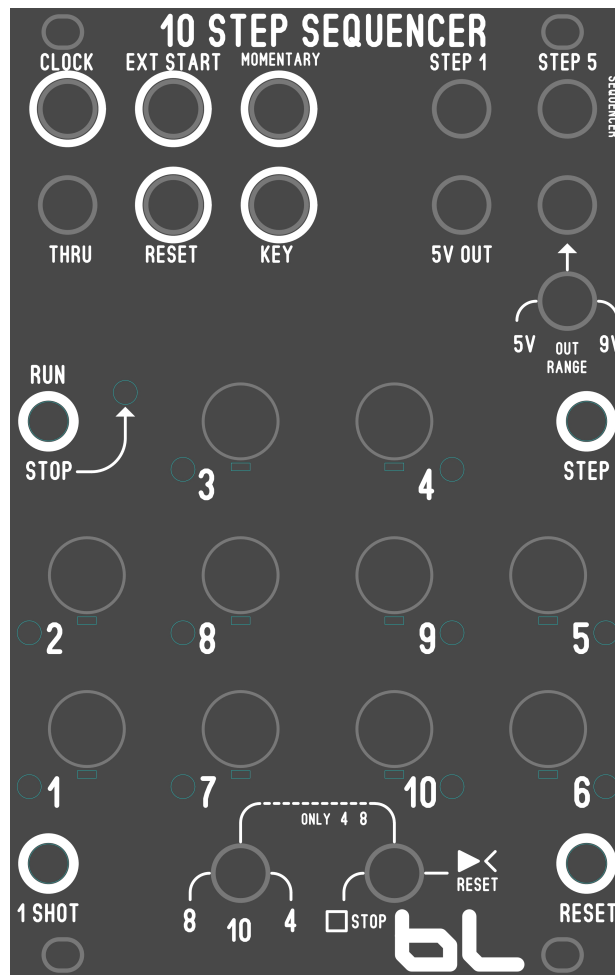 10 STEP SEQUENCER
CLOCK EXT START MOMENTARY STEP 1 STEP 5
SEQUENCER
THRU RESET KEY 5V OUT
5V OUT 9V
RANGE
RUN
STOP STEP
3 4
2 8 9 5
1 7 10 6
ONLY 4 8
RESET
1 SHOT 8 10 4 STOP RESET
bL